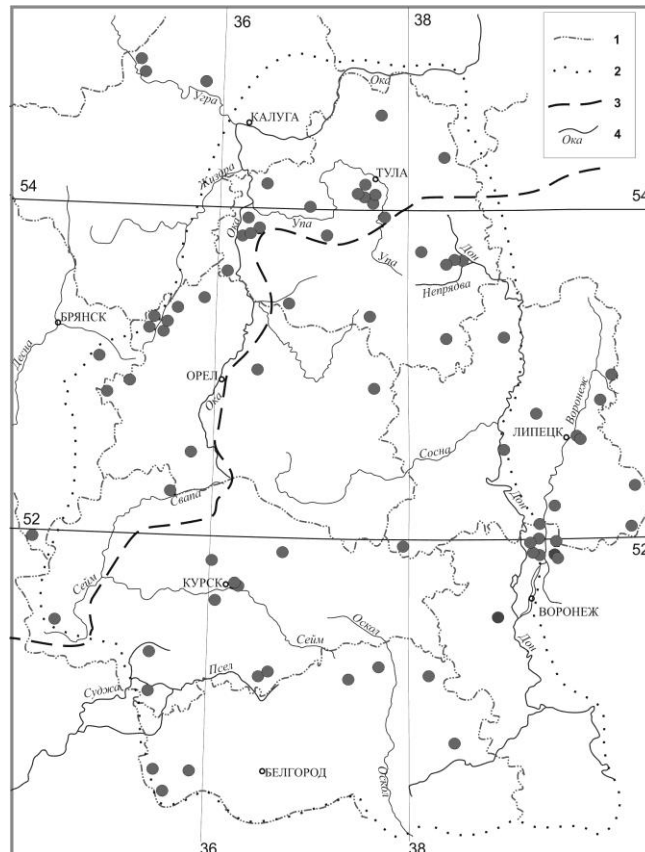 36
38
1
2
3
4
Ока
Ока
Угра
КАЛУГА
Жиздра
ТУЛА
54
54
Ока
Упа
Упа
Дон
Непрядва
БРЯНСК
Десна
ОРЕЛ
Ока
Воронеж
ЛИПЕЦК
Сосна
Свапа
Дон
52
52
Сейм
КУРСК
ВОРОНЕЖ
Оскол
Сейм
Дон
Псел
Суджа
БЕЛГОРОД
Оскол
36
38